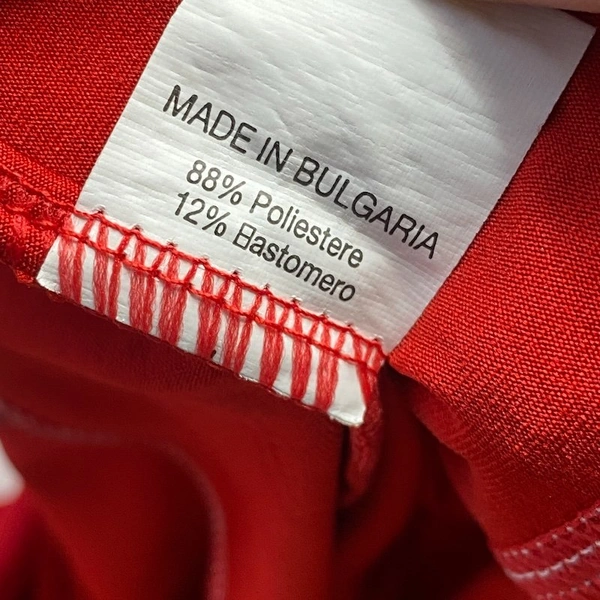 MADE IN BULGARIA
88% Poliestere
12% Elastomero